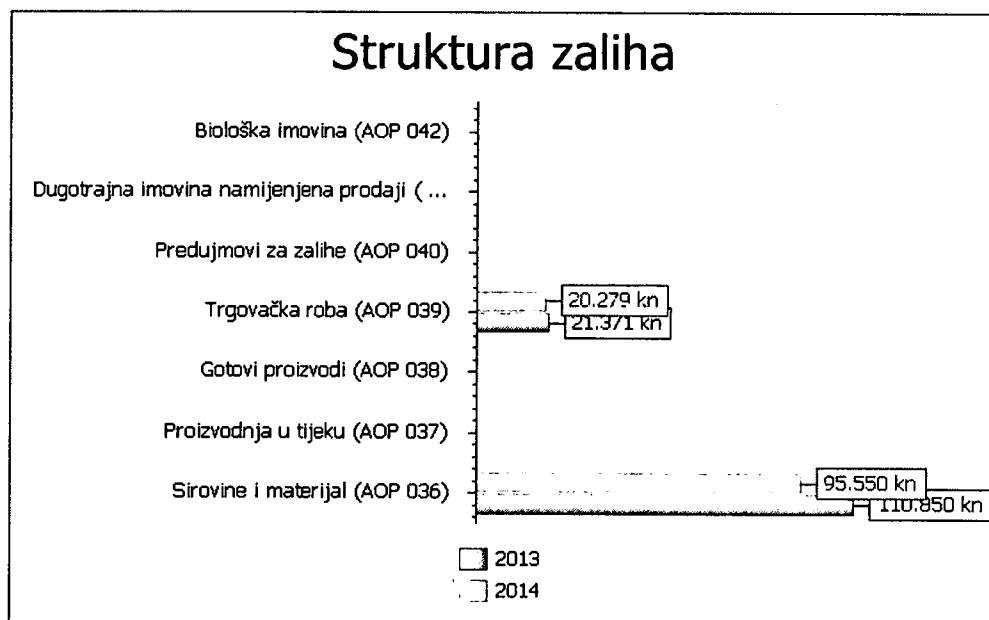 Struktura zaliha
Biološka imovina (AOP 042)
Dugotrajna imovina namijenjena prodaji ( ...
Predujmovi za zalihe (AOP 040)
Trgovačka roba (AOP 039)
20.279 kn
21.371 kn
Gotovi proizvodi (AOP 038)
Proizvodnja u tijeku (AOP 037)
Sirovine i materijal (AOP 036)
95.550 kn
110.850 kn
2013
2014